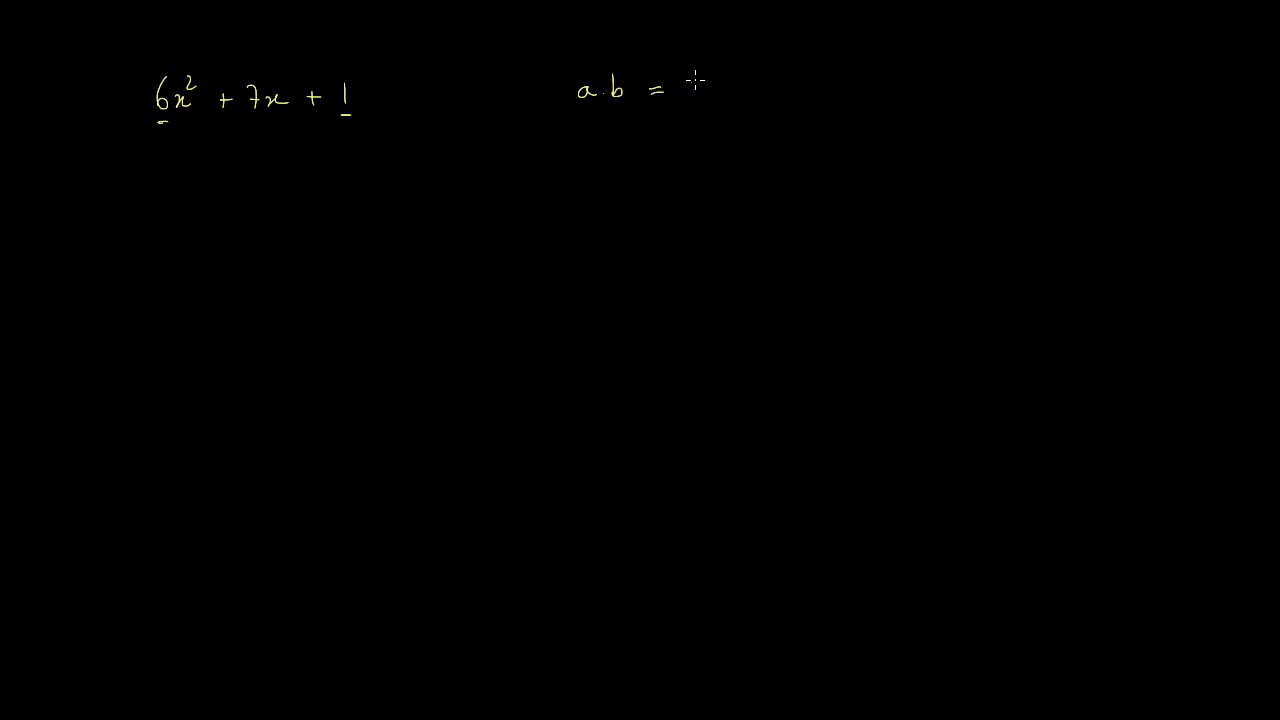 6x² + 7x + 1
a.b =